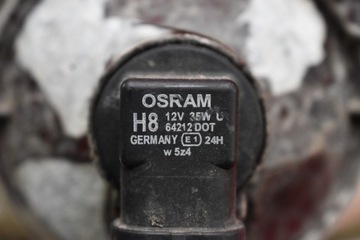 OSRAM
H8 12V 35W U
64212 DOT
GERMANY E1 24H
w 5z4